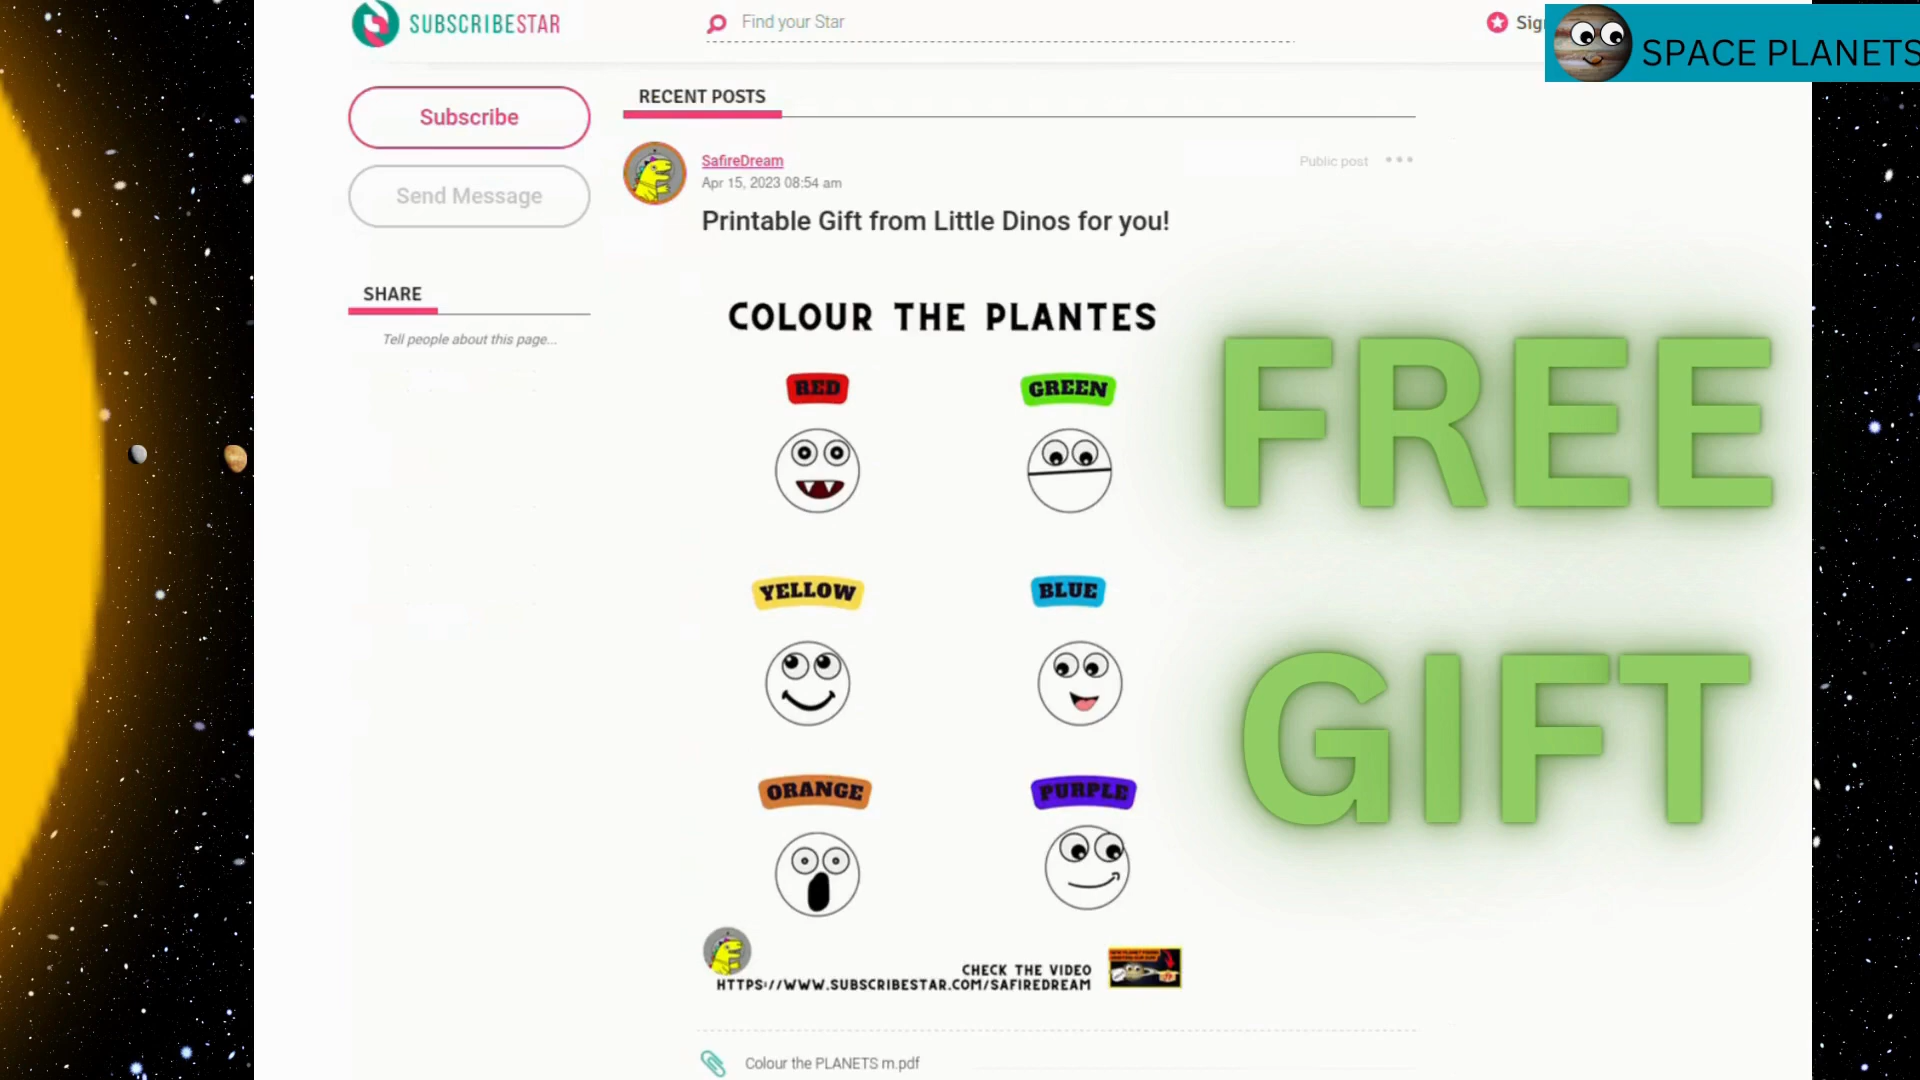 SUBSCRIBESTAR
Find your Star
SPACE PLANETS
Subscribe
RECENT POSTS
Send Message
SafireDream
Public post
Apr 15, 2023 08:54 am
Printable Gift from Little Dinos for you!
SHARE
Tell people about this page...
COLOUR THE PLANTES
FREE
RED
GREEN
YELLOW
BLUE
GIFT
ORANGE
PURPLE
CHECK THE VIDEO
HTTPS://WWW.SUBSCRIBESTAR.COM/SAFIREDREAM
Colour the PLANETS m.pdf